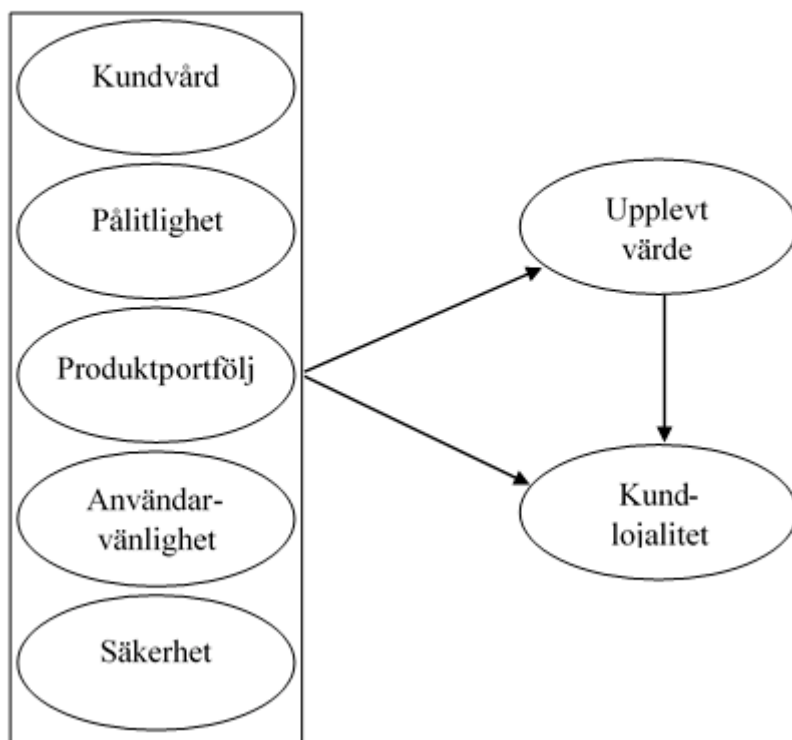 Kundvård
Pålitlighet
Produktportfölj
Användar-
vänlighet
Säkerhet
Upplevt
värde
Kund-
lojalitet